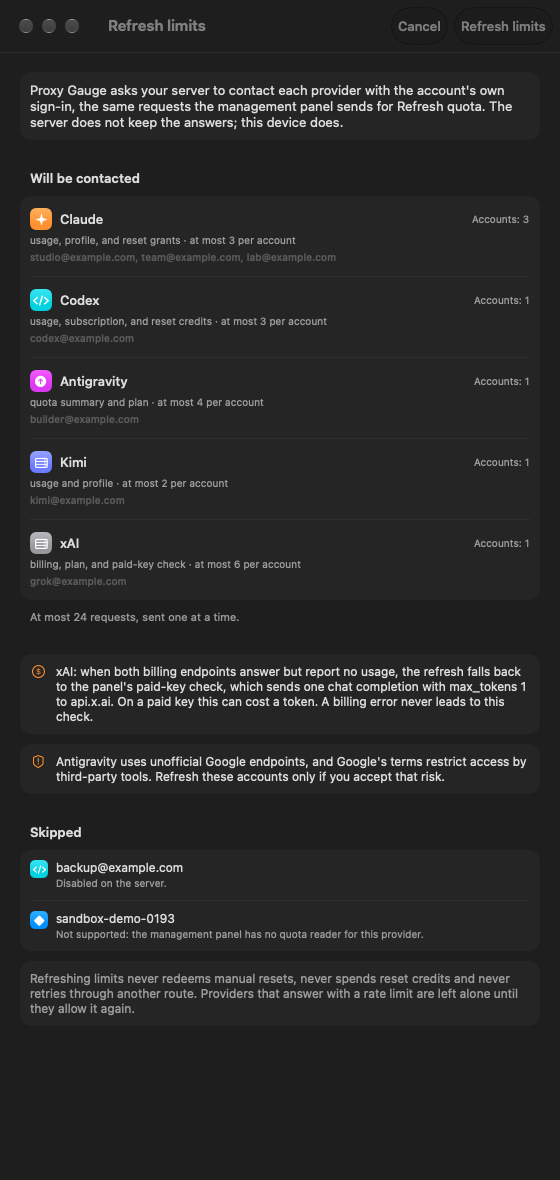 Refresh limits
Cancel
Refresh limits
Proxy Gauge asks your server to contact each provider with the account's own
sign-in, the same requests the management panel sends for Refresh quota. The
server does not keep the answers; this device does.
Will be contacted
Claude
Accounts: 3
usage, profile, and reset grants · at most 3 per account
studio@example.com, team@example.com, lab@example.com
Codex
Accounts: 1
usage, subscription, and reset credits · at most 3 per account
codex@example.com
Antigravity
Accounts: 1
quota summary and plan · at most 4 per account
builder@example.com
Kimi
Accounts: 1
usage and profile · at most 2 per account
kimi@example.com
xAI
Accounts: 1
billing, plan, and paid-key check · at most 6 per account
grok@example.com
At most 24 requests, sent one at a time.
xAI: when both billing endpoints answer but report no usage, the refresh falls back
to the panel's paid-key check, which sends one chat completion with max_tokens 1
to api.x.ai. On a paid key this can cost a token. A billing error never leads to this
check.
Antigravity uses unofficial Google endpoints, and Google's terms restrict access by
third-party tools. Refresh these accounts only if you accept that risk.
Skipped
backup@example.com
Disabled on the server.
sandbox-demo-0193
Not supported: the management panel has no quota reader for this provider.
Refreshing limits never redeems manual resets, never spends reset credits and never
retries through another route. Providers that answer with a rate limit are left alone until
they allow it again.